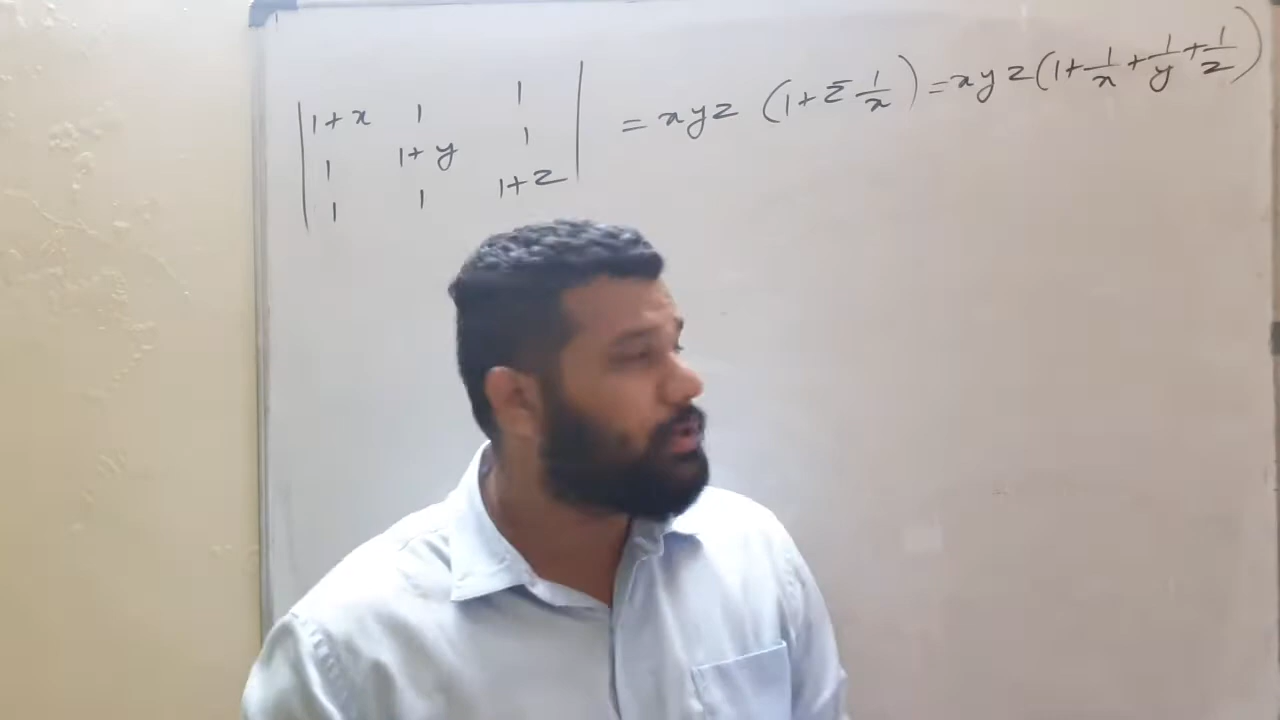 |1+x 1 1| = xyz (1+Σ 1/x) = xyz(1+1/x+1/y+1/z)
|1 1+y 1|
|1 1 1+z|